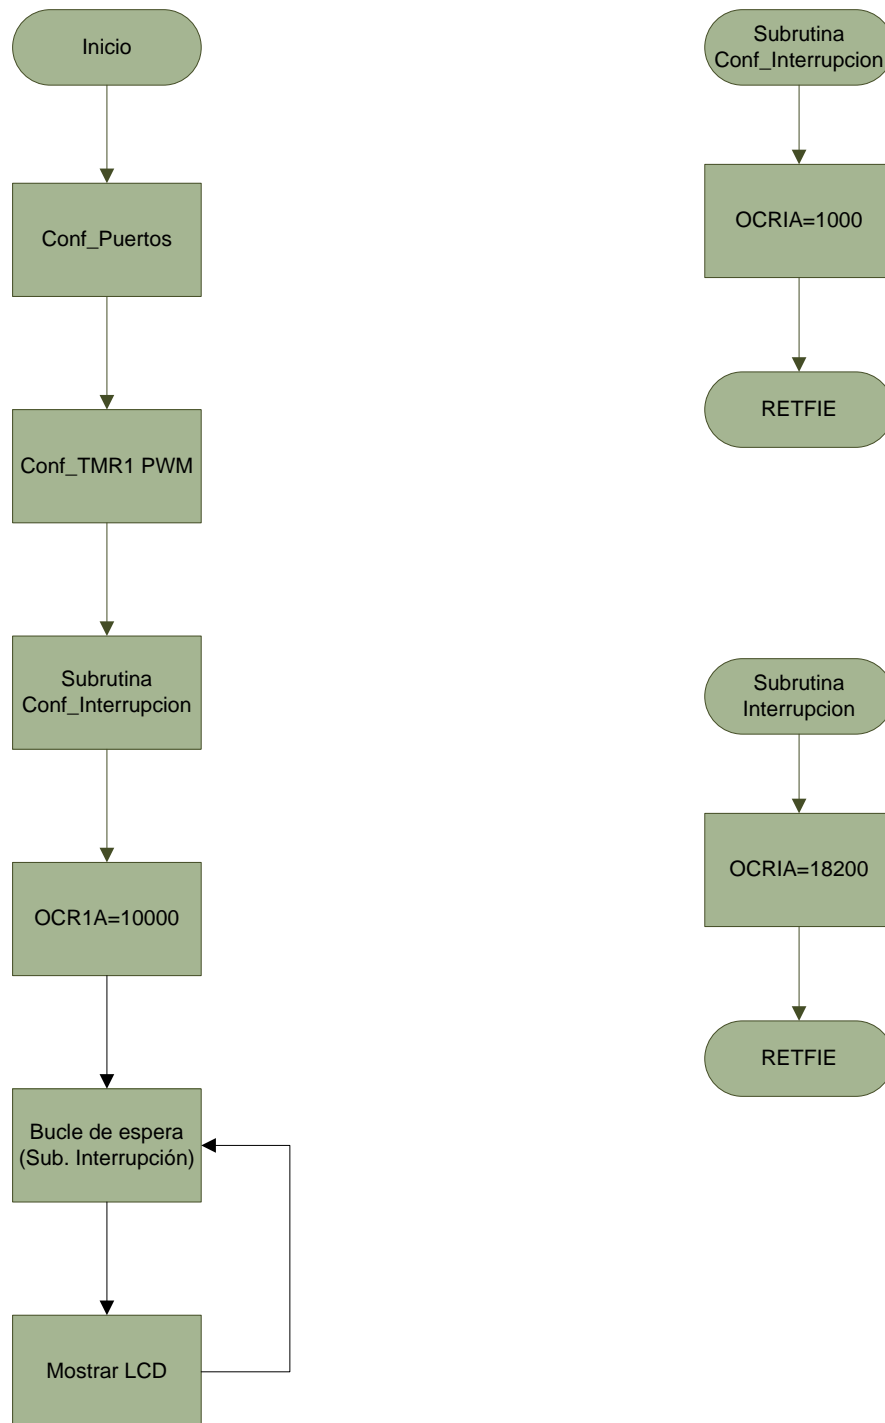 Inicio
Conf_Puertos
Conf_TMR1 PWM
Subrutina
Conf_Interrupcion
OCR1A=10000
Bucle de espera
(Sub. Interrupción)
Mostrar LCD
Subrutina
Conf_Interrupcion
OCRIA=1000
RETFIE
Subrutina
Interrupcion
OCRIA=18200
RETFIE